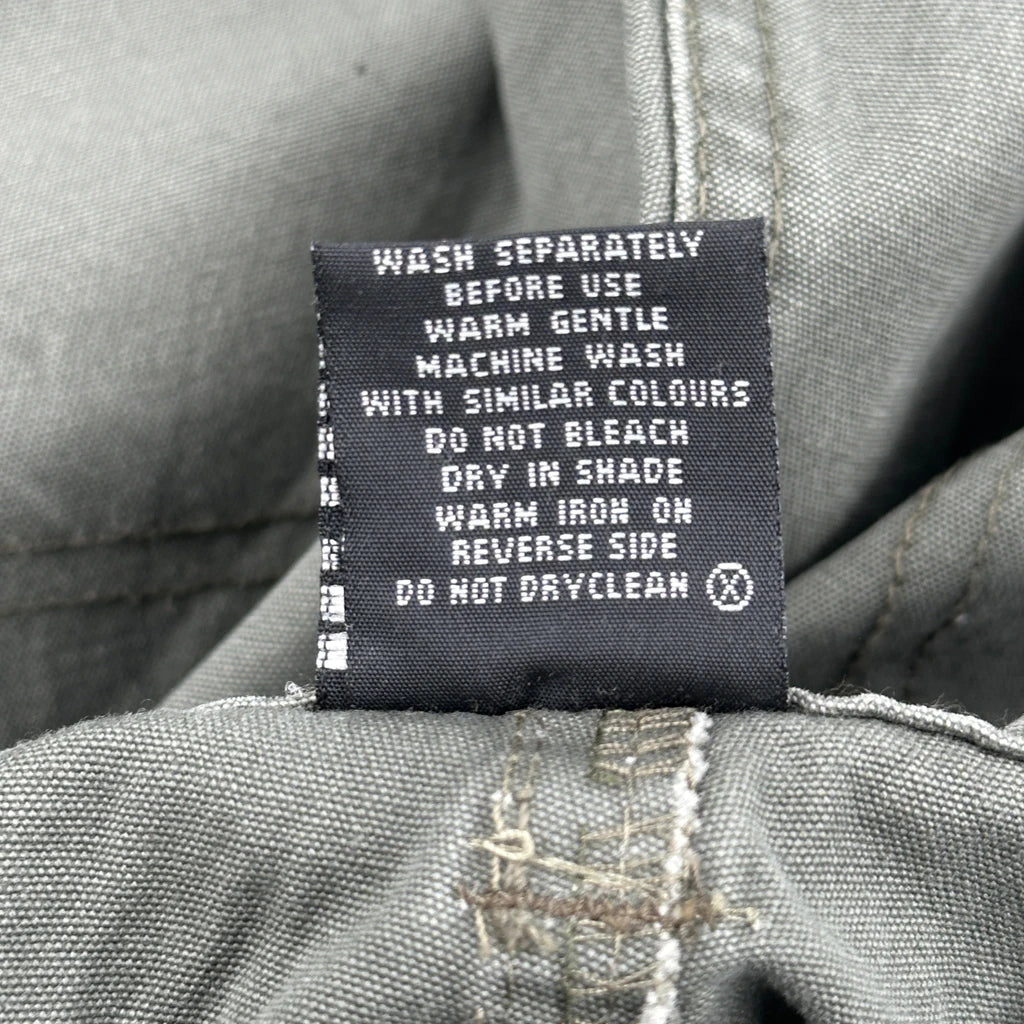 WASH SEPARATELY
BEFORE USE
WARM GENTLE
MACHINE WASH
WITH SIMILAR COLOURS
DO NOT BLEACH
DRY IN SHADE
WARM IRON ON
REVERSE SIDE
DO NOT DRYCLEAN Ⓧ